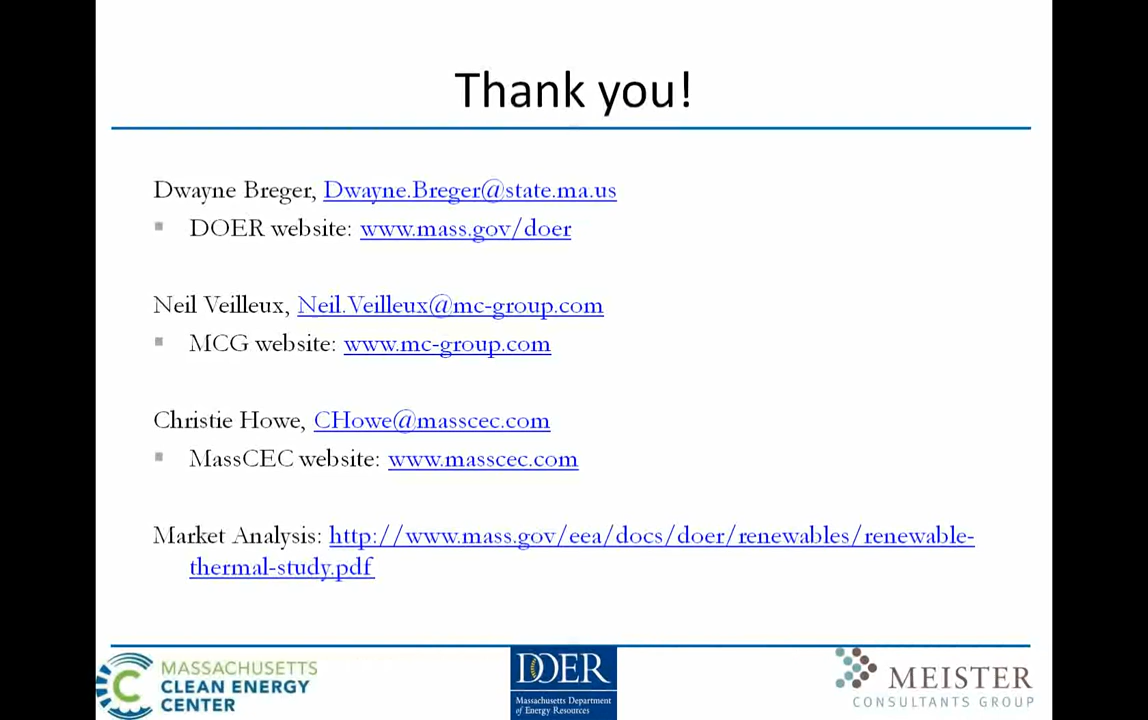 Thank you!
Dwayne Breger, Dwayne.Breger@state.ma.us
▪ DOER website: www.mass.gov/doer
Neil Veilleux, Neil.Veilleux@mc-group.com
▪ MCG website: www.mc-group.com
Christie Howe, CHowe@masscec.com
▪ MassCEC website: www.masscec.com
Market Analysis: http://www.mass.gov/eea/docs/doer/renewables/renewable-
thermal-study.pdf
MASSACHUSETTS
CLEAN ENERGY
CENTER
DOER
Massachusetts Department
of Energy Resources
MEISTER
CONSULTANTS GROUP